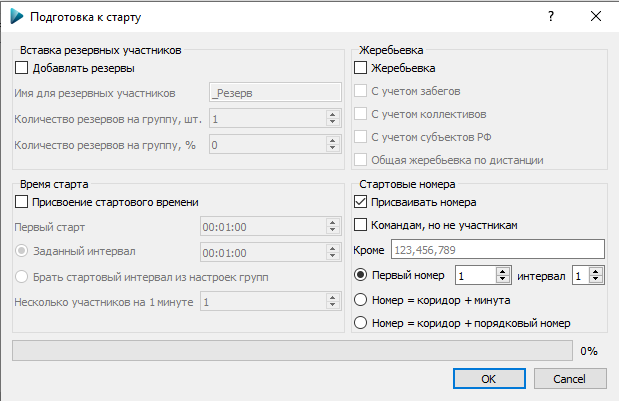 Подготовка к старту
?
Вставка резервных участников
Добавлять резервы
Имя для резервных участников _Резерв
Количество резервов на группу, шт. 1
Количество резервов на группу, % 0
Жеребьевка
Жеребьевка
С учетом забегов
С учетом коллективов
С учетом субъектов РФ
Общая жеребьевка по дистанции
Время старта
Присвоение стартового времени
Первый старт 00:01:00
Заданный интервал 00:01:00
Брать стартовый интервал из настроек групп
Несколько участников на 1 минуте 1
Стартовые номера
Присваивать номера
Командам, но не участникам
Кроме 123,456,789
Первый номер 1 интервал 1
Номер = коридор + минута
Номер = коридор + порядковый номер
0%
OK Cancel